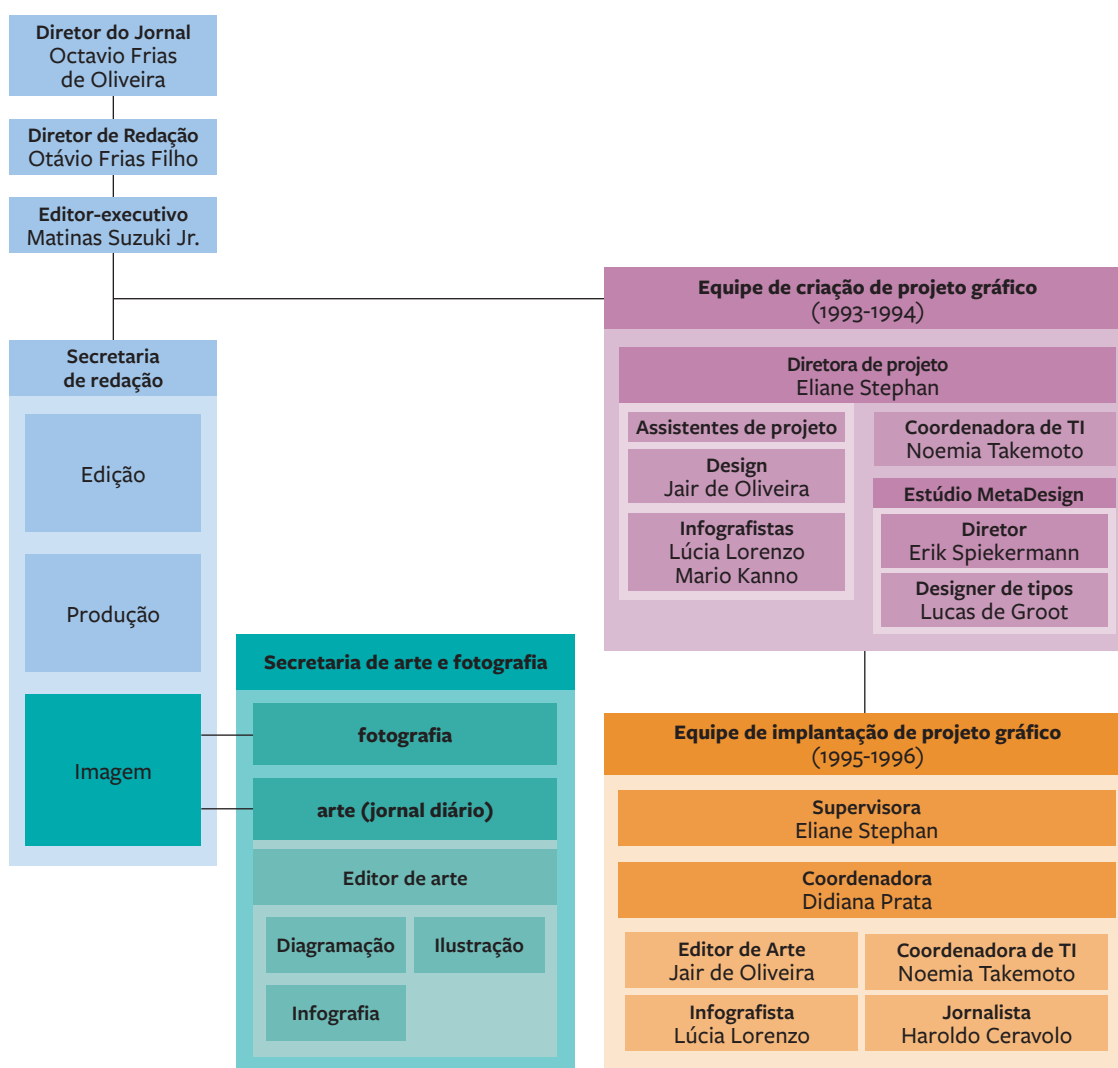 Diretor do Jornal
Octavio Frias
de Oliveira
Diretor de Redação
Otávio Frias Filho
Editor-executivo
Matinas Suzuki Jr.
Secretaria
de redação
Edição
Produção
Imagem
Secretaria de arte e fotografia
fotografia
arte (jornal diário)
Editor de arte
Diagramação
Ilustração
Infografia
Equipe de criação de projeto gráfico
(1993-1994)
Diretora de projeto
Eliane Stephan
Assistentes de projeto
Design
Jair de Oliveira
Infografistas
Lúcia Lorenzo
Mario Kanno
Coordenadora de TI
Noemia Takemoto
Estúdio MetaDesign
Diretor
Erik Spiekermann
Designer de tipos
Lucas de Groot
Equipe de implantação de projeto gráfico
(1995-1996)
Supervisora
Eliane Stephan
Coordenadora
Didiana Prata
Editor de Arte
Jair de Oliveira
Coordenadora de TI
Noemia Takemoto
Infografista
Lúcia Lorenzo
Jornalista
Haroldo Ceravolo